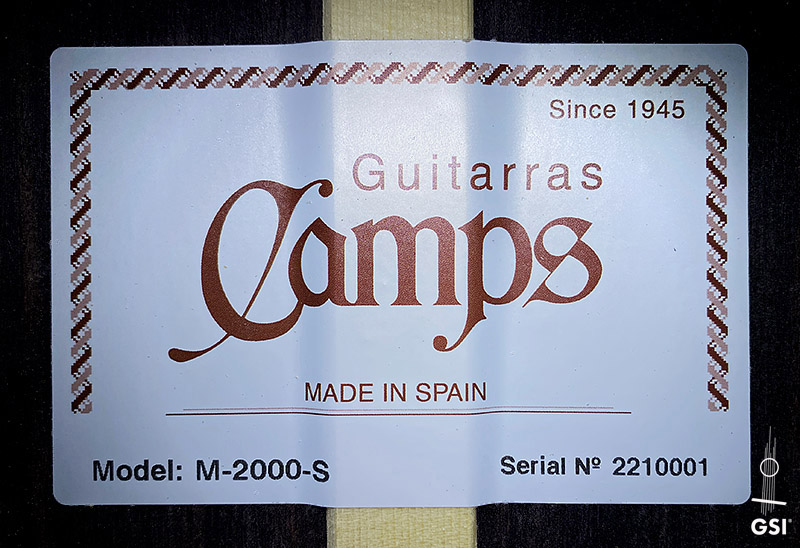 Since 1945
Guitarras
Camps
MADE IN SPAIN
Model: M-2000-S
Serial Nº 2210001
GSI